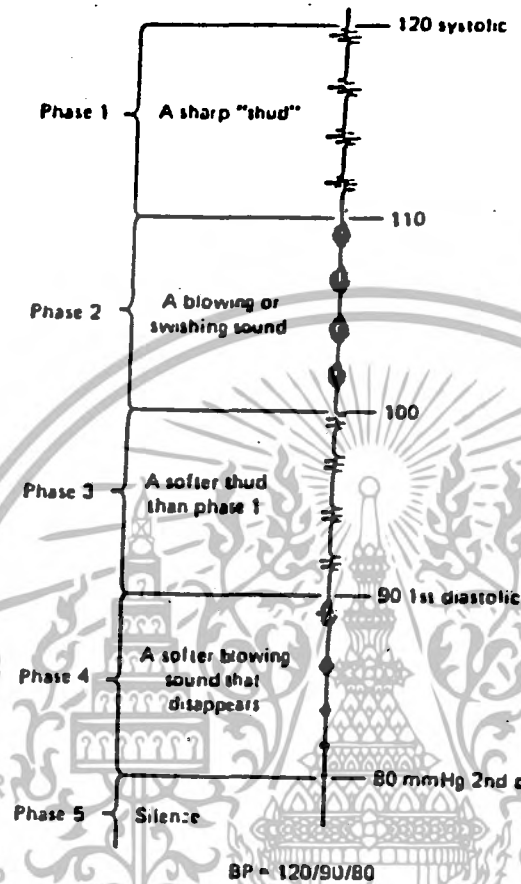 120 systolic
Phase 1
A sharp "thud"
110
Phase 2
A blowing or
swishing sound
100
Phase 3
A softer thud
than phase 1
90 1st diastolic
Phase 4
A softer blowing
sound that
disappears
80 mmHg 2nd
Phase 5
Silence
BP = 120/90/80